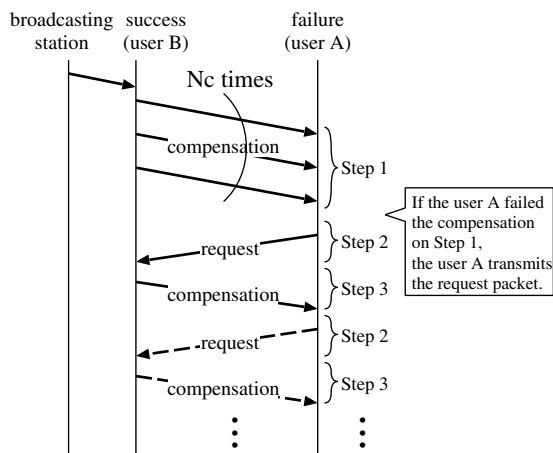 broadcasting
station
success
(user B)
failure
(user A)
Nc times
compensation
Step 1
If the user A failed
the compensation
on Step 1,
the user A transmits
the request packet.
request
Step 2
compensation
Step 3
request
Step 2
compensation
Step 3